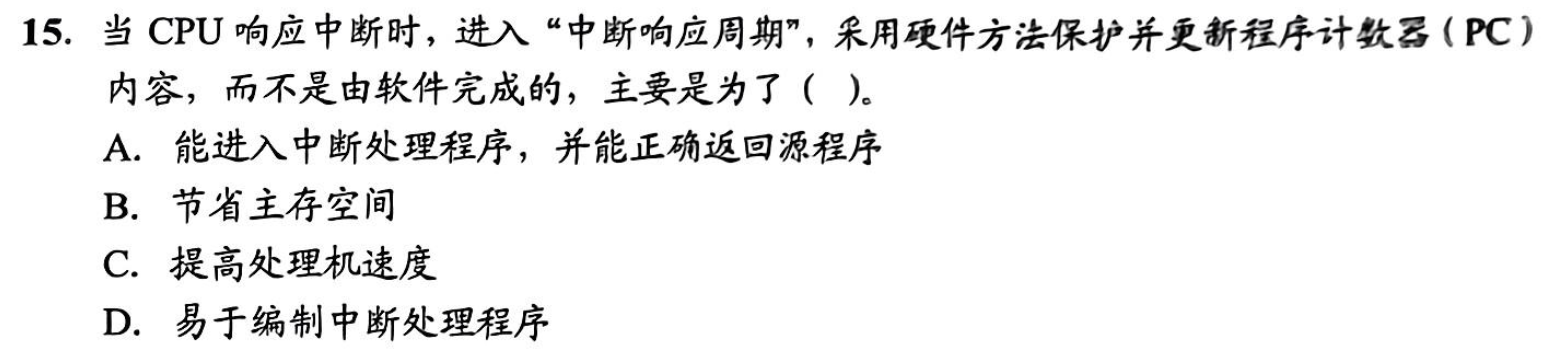 15. 当 CPU 响应中断时，进入“中断响应周期”，采用硬件方法保护并更新程序计数器（PC）
内容，而不是由软件完成的，主要是为了（ ）。
A. 能进入中断处理程序，并能正确返回源程序
B. 节省主存空间
C. 提高处理机速度
D. 易于编制中断处理程序